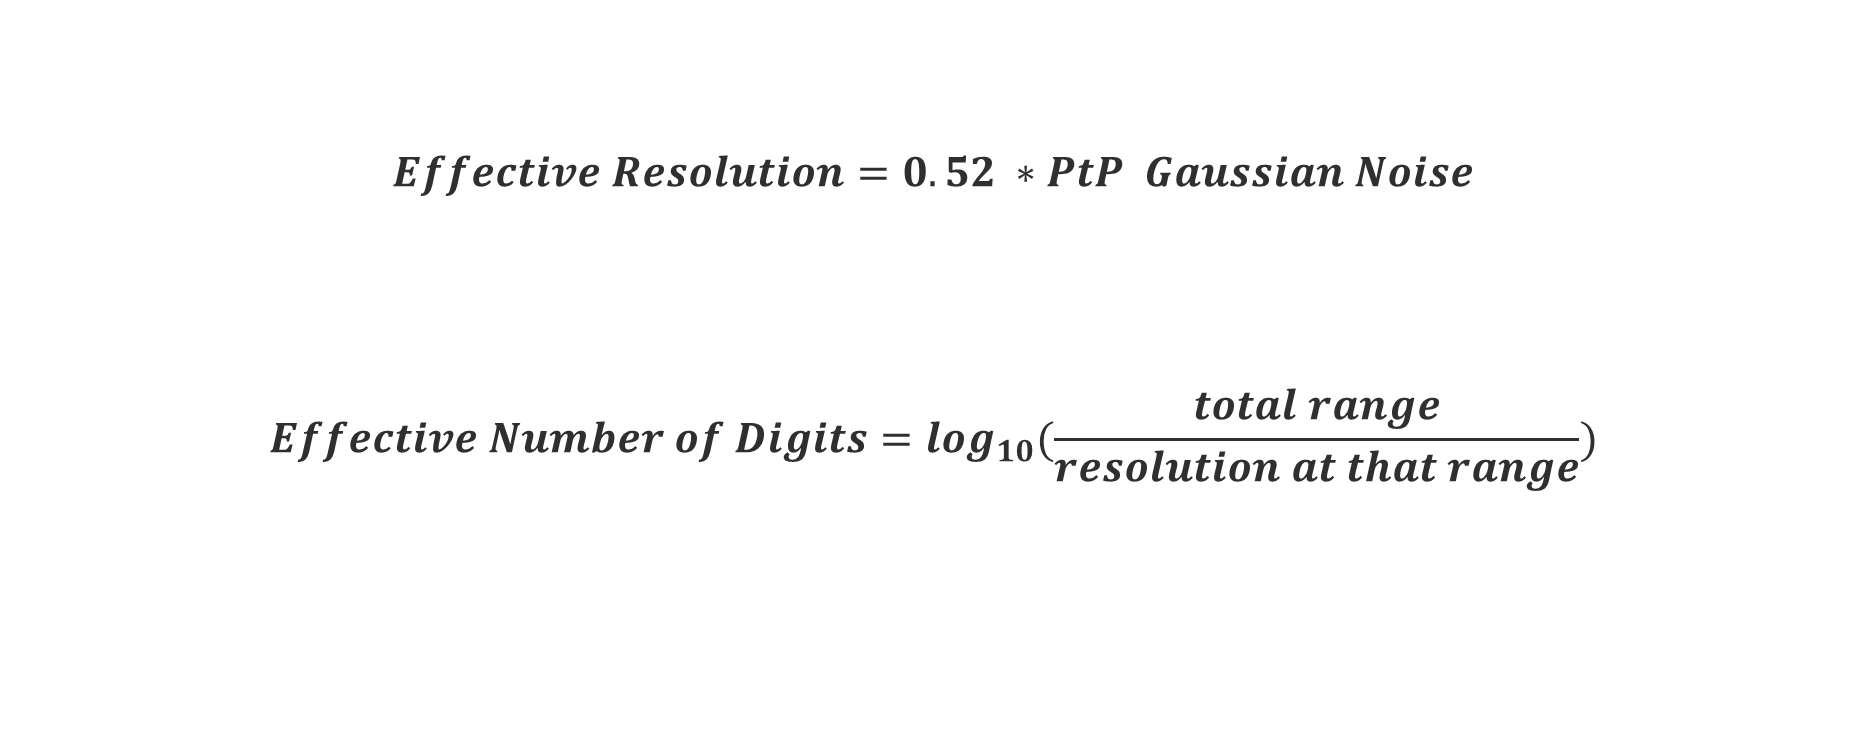 Effective Resolution = 0.52 * PtP Gaussian Noise
Effective Number of Digits = log₁₀(total range / resolution at that range)